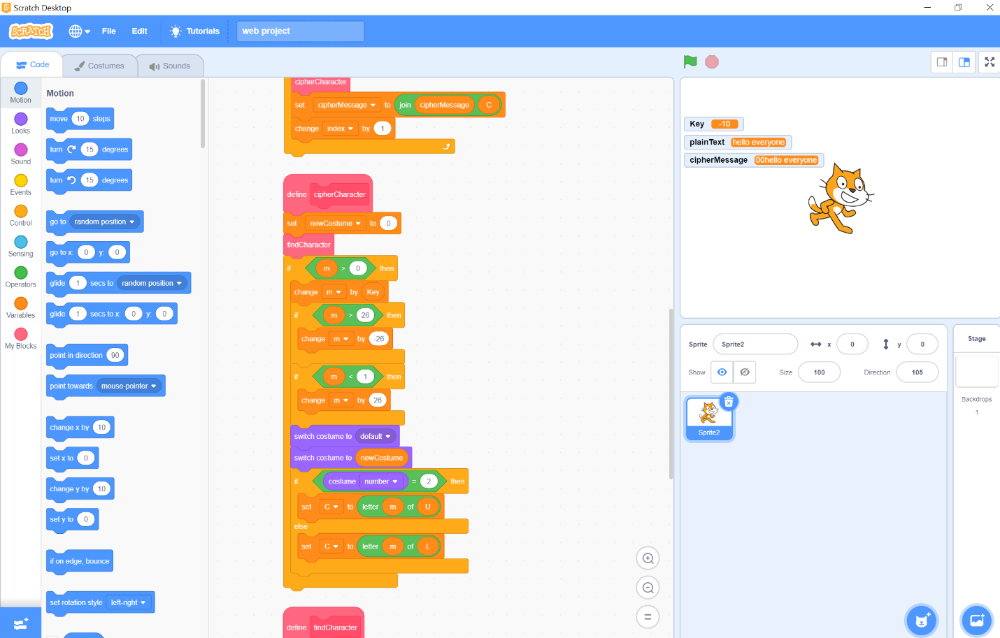 Scratch Desktop
SCRATCH
File
Edit
Tutorials
web project
Code
Costumes
Sounds
Motion
Looks
Sound
Events
Control
Sensing
Operators
Variables
My Blocks
Motion
move 10 steps
turn 15 degrees
turn 15 degrees
go to random position
go to x: 0 y: 0
glide 1 secs to random position
glide 1 secs to x: 0 y: 0
point in direction 90
point towards mouse-pointer
change x by 10
set x to 0
change y by 10
set y to 0
if on edge, bounce
set rotation style left-right
cipherCharacter
set cipherMessage to join cipherMessage C
change index by 1
define cipherCharacter
set newCostume to 0
findCharacter
if m > 0 then
change m by Key
if m > 26 then
change m by -26
if m < 1 then
change m by 26
switch costume to default
switch costume to newCostume
if costume number = 2 then
set C to letter m of U
else
set C to letter m of L
define findCharacter
Key -10
plainText hello everyone
cipherMessage 00hello everyone
Sprite Sprite2 x 0 y 0
Show Size 100 Direction 105
Sprite2
Stage
Backdrops
1